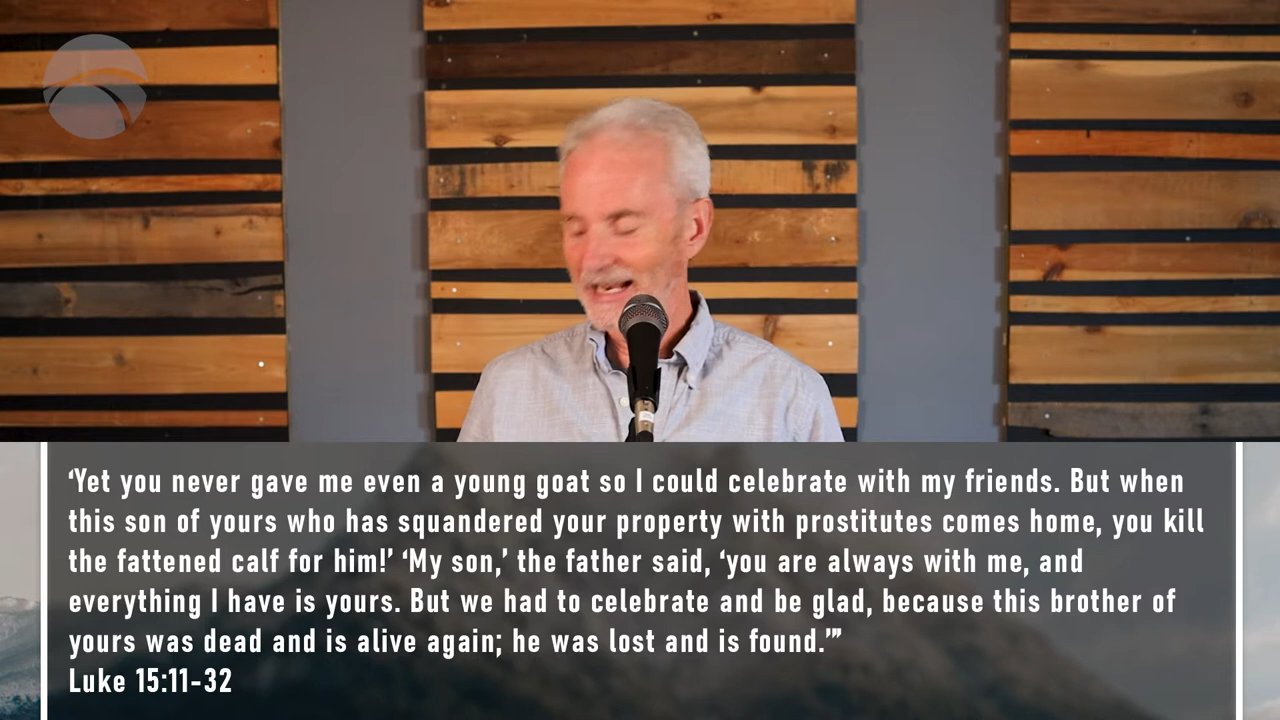 ‘Yet you never gave me even a young goat so I could celebrate with my friends. But when
this son of yours who has squandered your property with prostitutes comes home, you kill
the fattened calf for him!’ ‘My son,’ the father said, ‘you are always with me, and
everything I have is yours. But we had to celebrate and be glad, because this brother of
yours was dead and is alive again; he was lost and is found.’”
Luke 15:11-32